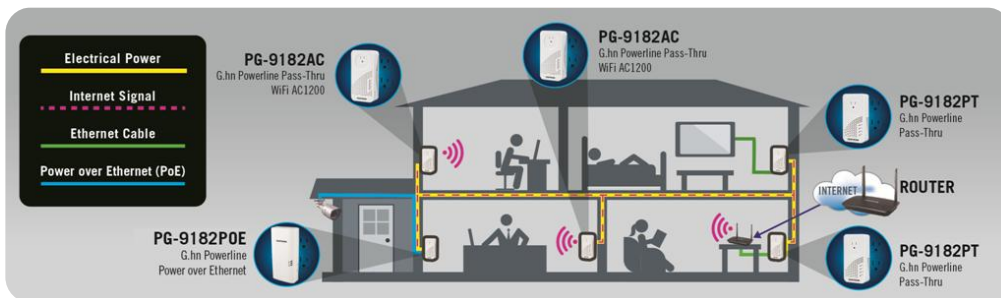 Electrical Power
Internet Signal
Ethernet Cable
Power over Ethernet (PoE)
PG-9182AC
G.hn Powerline Pass-Thru
WiFi AC1200
PG-9182AC
G.hn Powerline Pass-Thru
WiFi AC1200
PG-9182PT
G.hn Powerline
Pass-Thru
INTERNET
ROUTER
PG-9182POE
G.hn Powerline
Power over Ethernet
PG-9182PT
G.hn Powerline
Pass-Thru